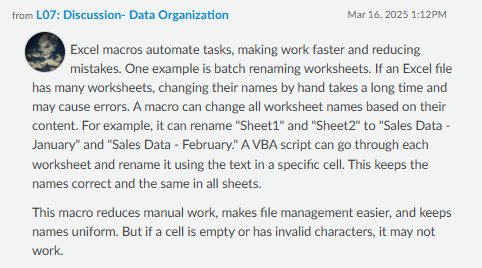 from L07: Discussion- Data Organization Mar 16, 2025 1:12PM
Excel macros automate tasks, making work faster and reducing
mistakes. One example is batch renaming worksheets. If an Excel file
has many worksheets, changing their names by hand takes a long time and
may cause errors. A macro can change all worksheet names based on their
content. For example, it can rename "Sheet1" and "Sheet2" to "Sales Data -
January" and "Sales Data - February." A VBA script can go through each
worksheet and rename it using the text in a specific cell. This keeps the
names correct and the same in all sheets.
This macro reduces manual work, makes file management easier, and keeps
names uniform. But if a cell is empty or has invalid characters, it may not
work.